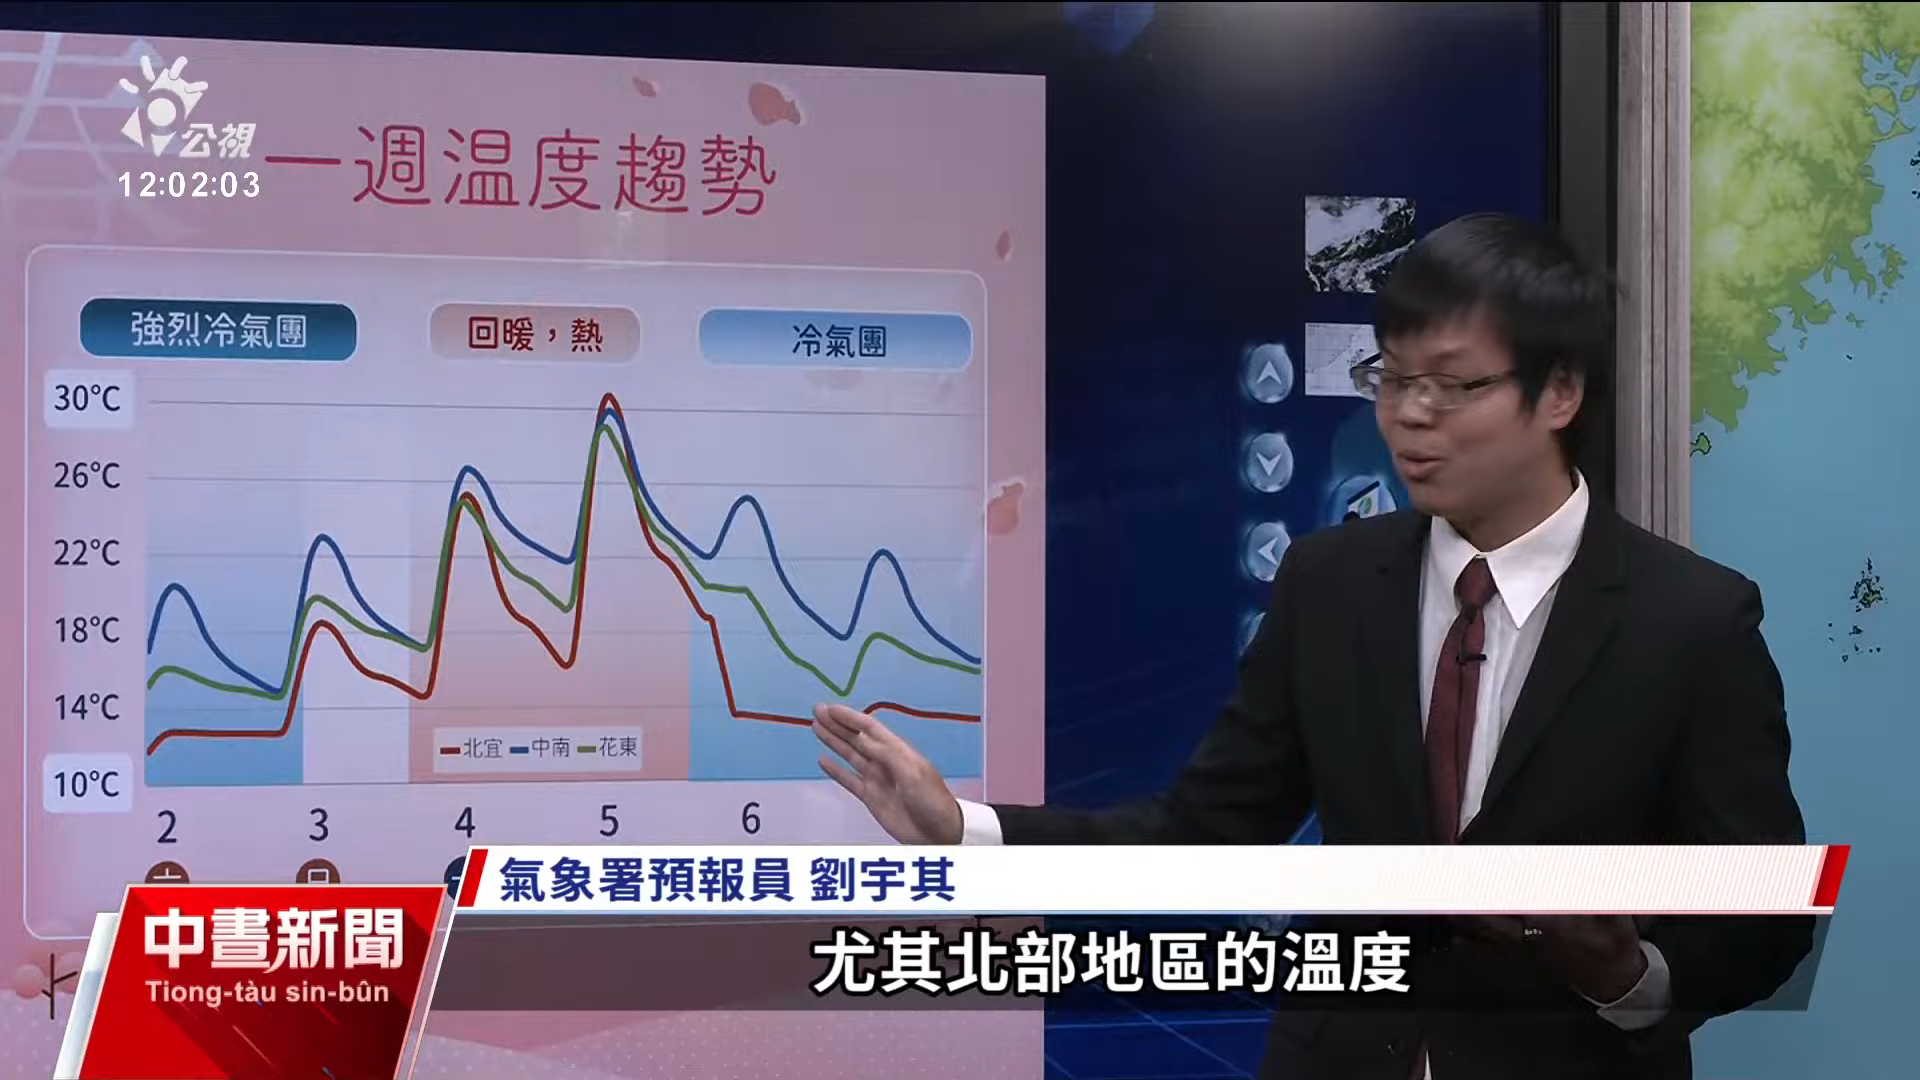 公視
12:02:03
一週温度趨勢
強烈冷氣團
回暖，熱
冷氣團
30°C
26°C
22°C
18°C
14°C
10°C
北宜 中南 花東
2 3 4 5 6
氣象署預報員 劉宇其
中晝新聞
Tiong-tàu sin-bûn
尤其北部地區的溫度